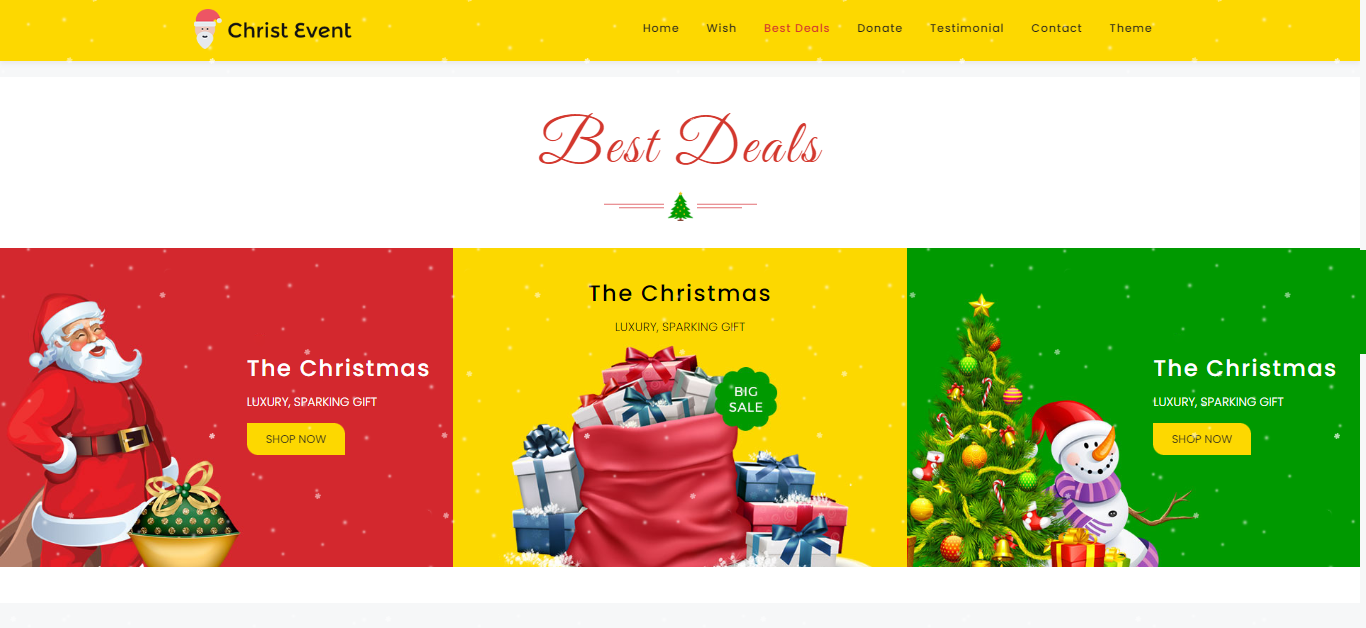 Christ Event
Home Wish Best Deals Donate Testimonial Contact Theme
Best Deals
The Christmas
LUXURY, SPARKING GIFT
SHOP NOW
The Christmas
LUXURY, SPARKING GIFT
BIG
SALE
The Christmas
LUXURY, SPARKING GIFT
SHOP NOW